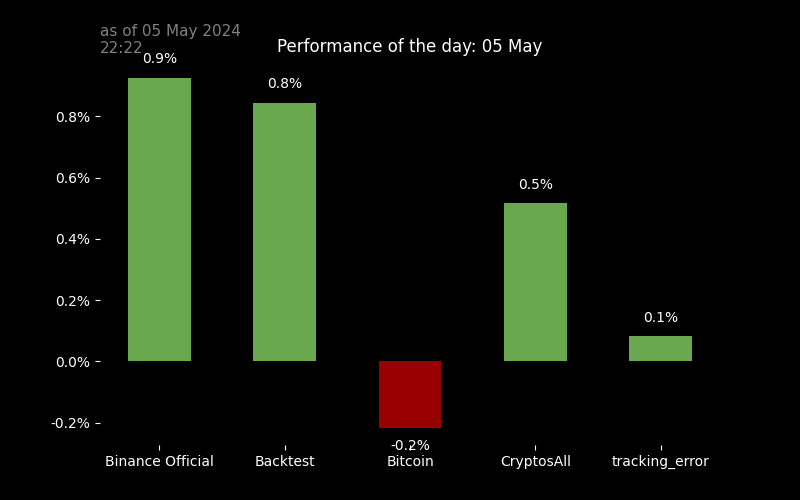 as of 05 May 2024
22:22
Performance of the day: 05 May
0.9%
0.8%
-0.2%
0.5%
0.1%
0.8%
0.6%
0.4%
0.2%
0.0%
-0.2%
Binance Official
Backtest
Bitcoin
CryptosAll
tracking_error